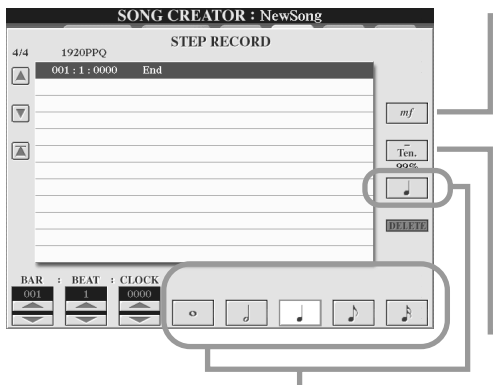 SONG CREATOR : NewSong
STEP RECORD
4/4 1920PPQ
001 : 1 : 0000 End
mf
Ten.
99%
DELETE
BAR : BEAT : CLOCK
001 1 0000